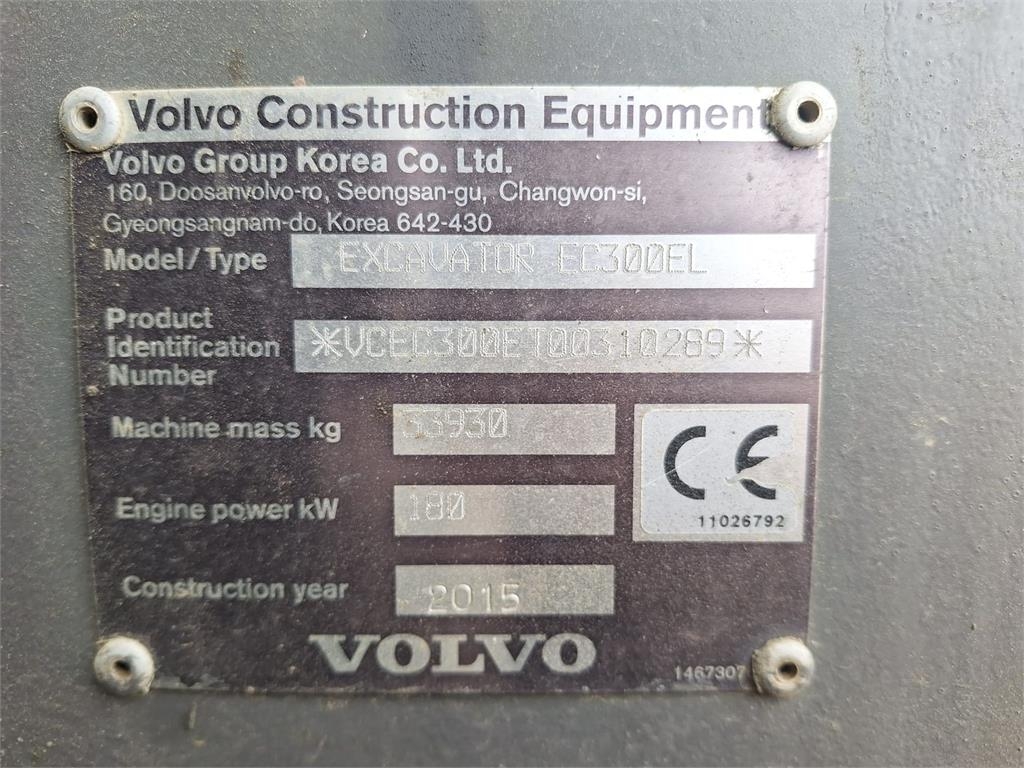 Volvo Construction Equipment
Volvo Group Korea Co. Ltd.
160, Doosanvolvo-ro, Seongsan-gu, Changwon-si,
Gyeongsangnam-do, Korea 642-430
Model/Type EXCAVATOR EC300EL
Product
Identification *VCEC300ET00310289*
Number
Machine mass kg 33930
CE
Engine power kW 180
11026792
Construction year 2015
VOLVO
1467307